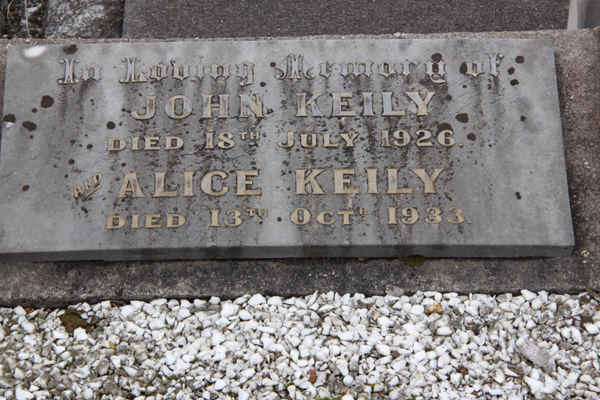 In Loving Memory of
JOHN KEILY
DIED 18TH JULY 1926.
AND ALICE KEILY
DIED 13TH OCT. 1933.